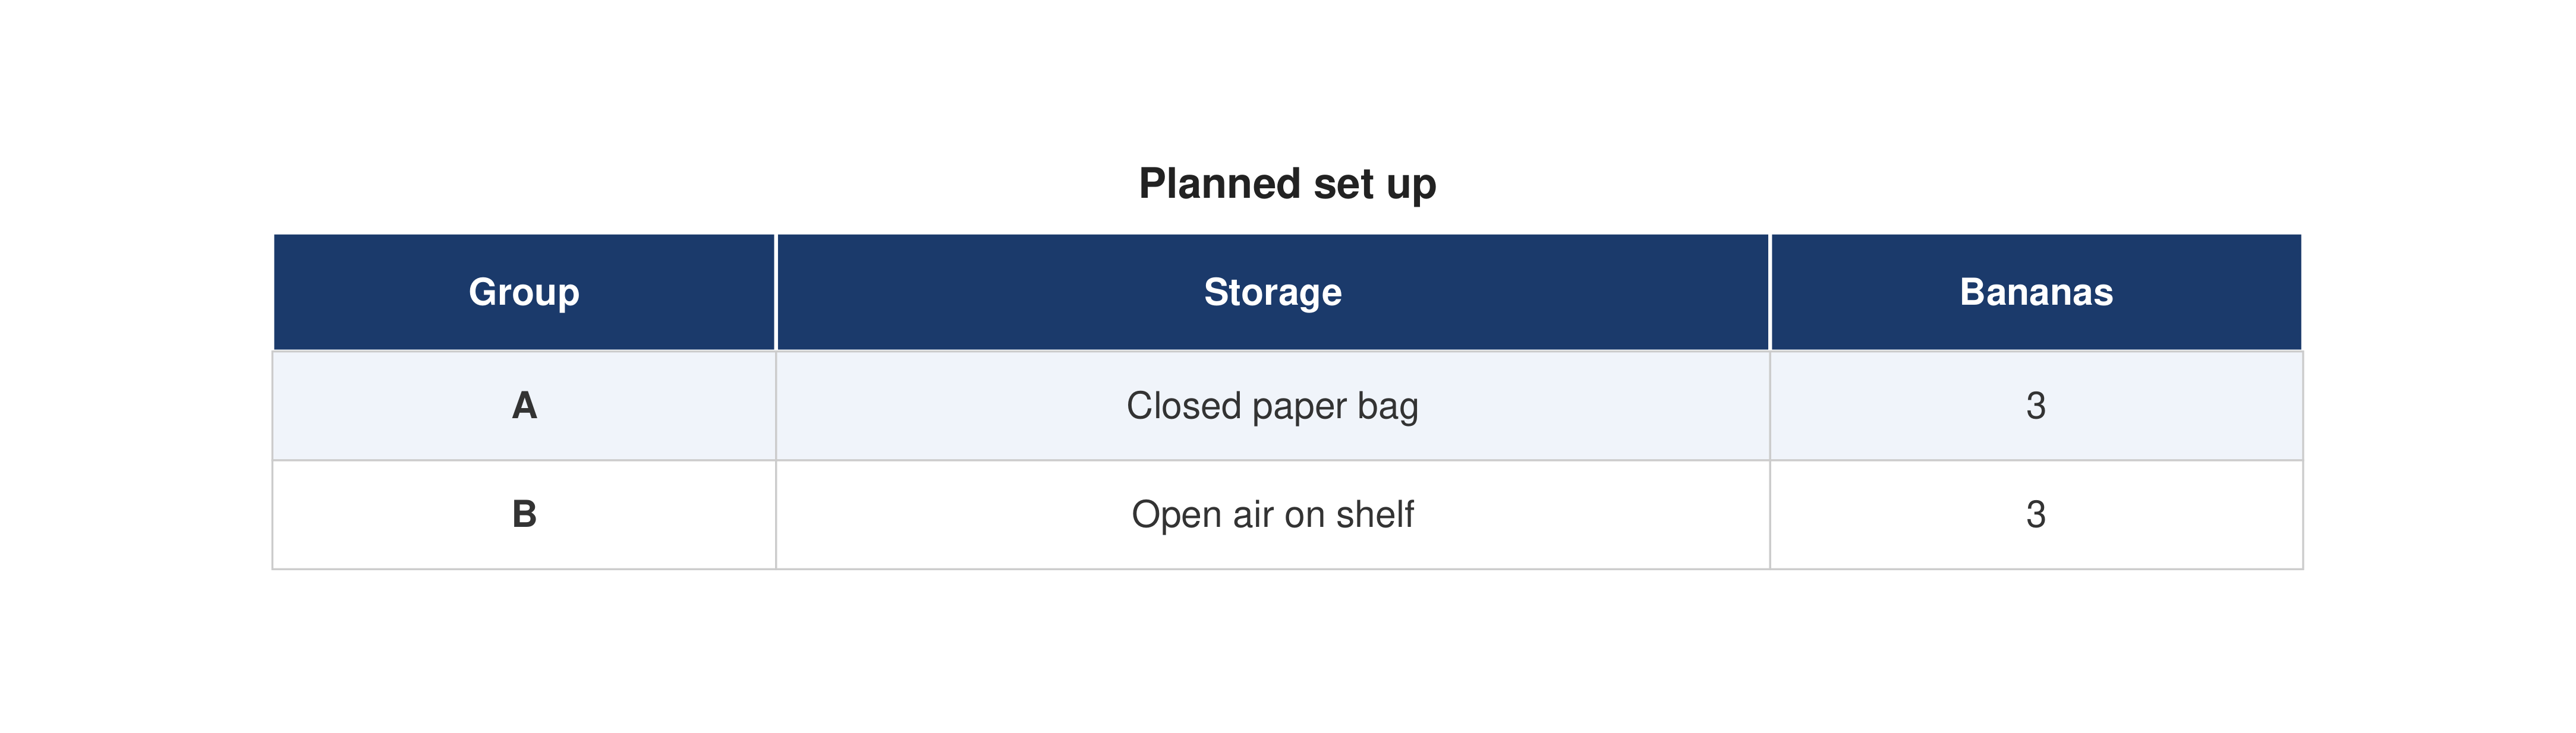 Planned set up
Group Storage Bananas
A Closed paper bag 3
B Open air on shelf 3